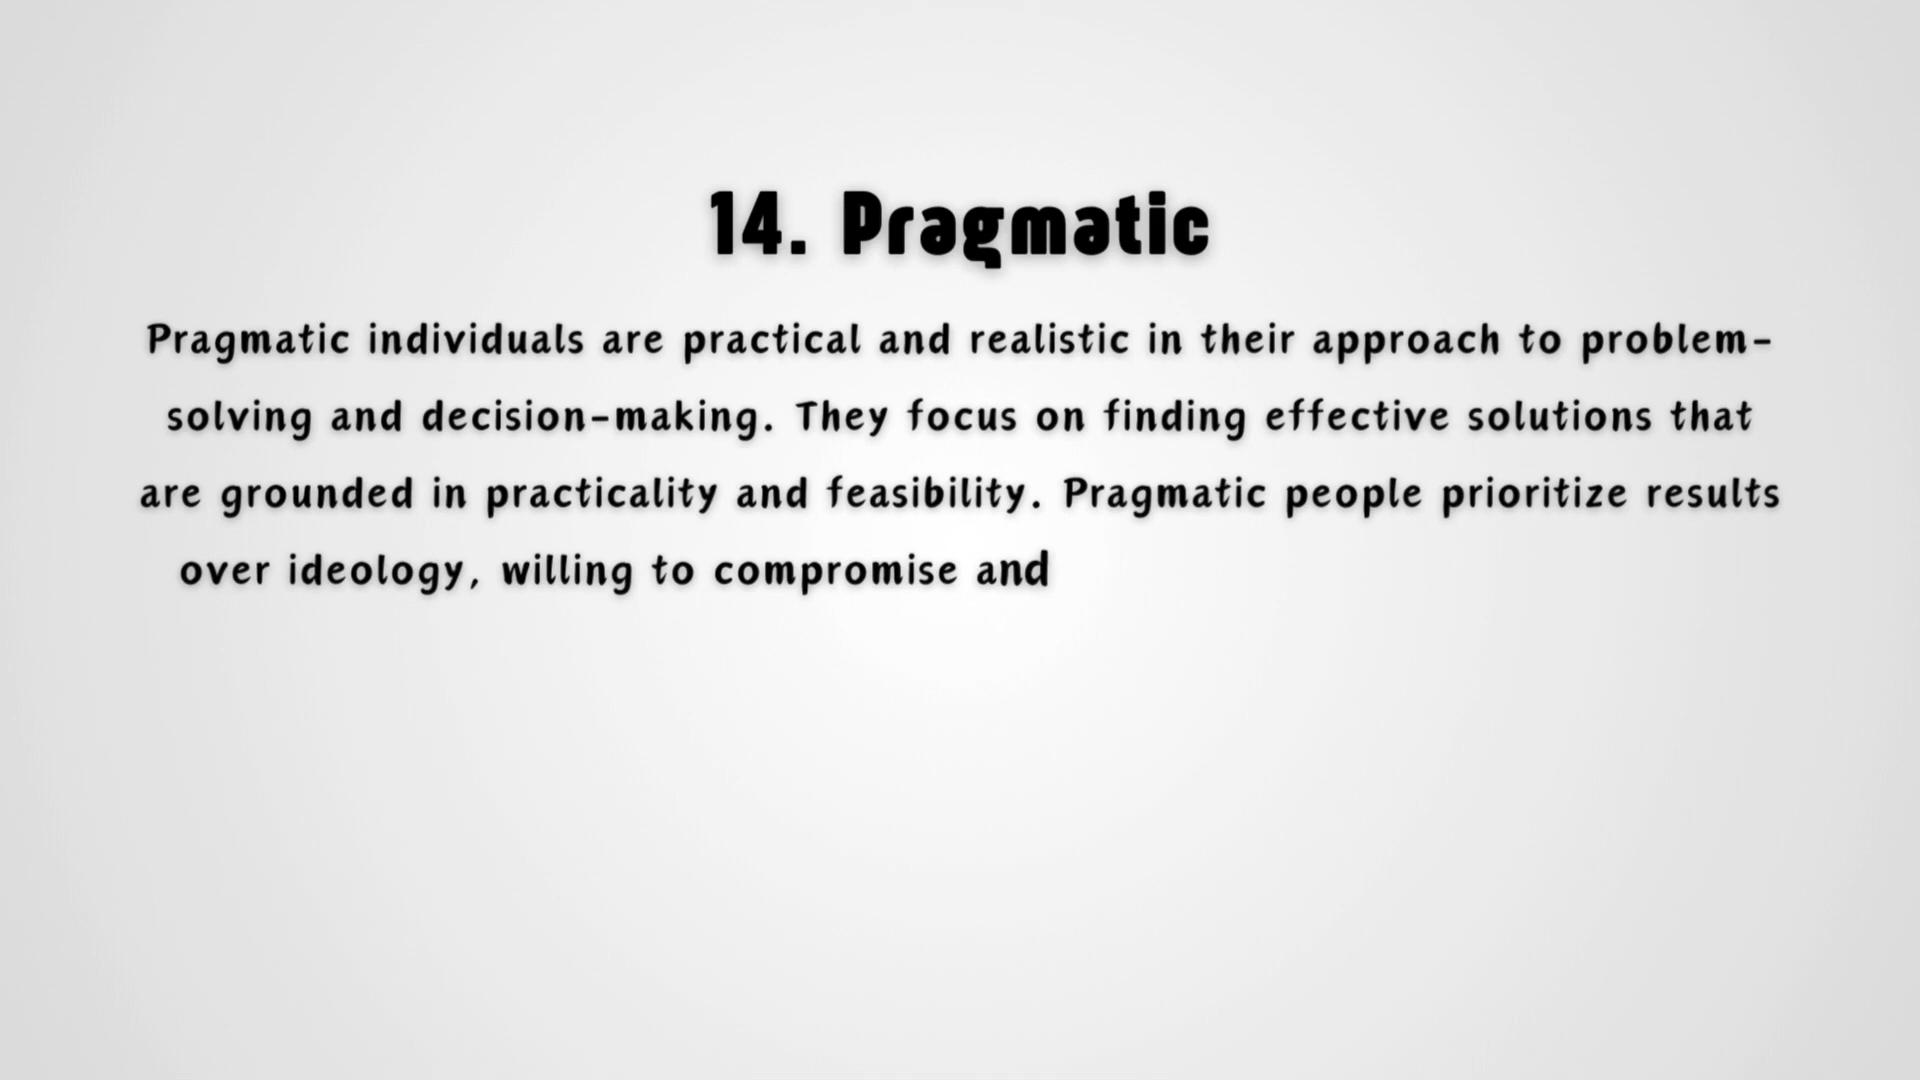 14. Pragmatic
Pragmatic individuals are practical and realistic in their approach to problem-
solving and decision-making. They focus on finding effective solutions that
are grounded in practicality and feasibility. Pragmatic people prioritize results
over ideology, willing to compromise and